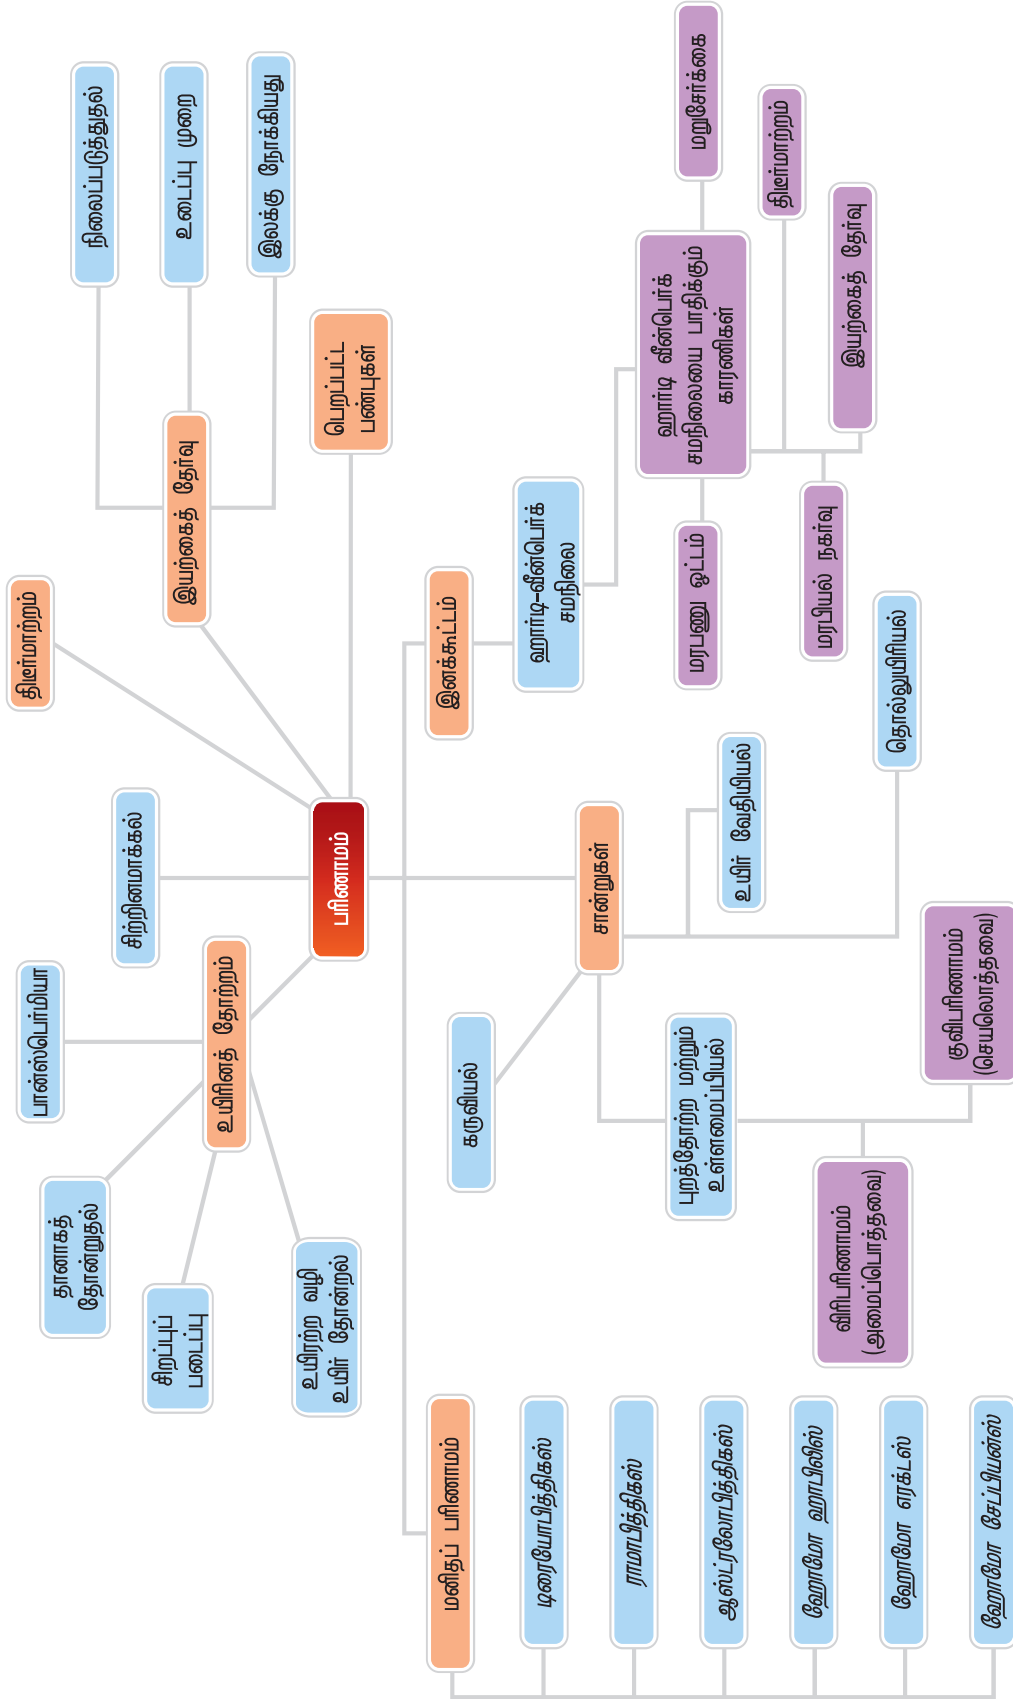 மனிதப் பரிணாமம்
டிரையோபித்திகஸ்
ராமாபித்திகஸ்
ஆஸ்ட்ரலோபித்திகஸ்
ஹோமோ ஹாபிலிஸ்
ஹோமோ எரக்டஸ்
ஹோமோ சேப்பியன்ஸ்
தானாகத்
தோன்றுதல்
சிறப்புப்
படைப்பு
உயிரற்ற வழி
உயிர் தோன்றல்
பான்ஸ்பெர்மியா
உயிரினத் தோற்றம்
சிற்றினமாக்கல்
பரிணாமம்
திடீர்மாற்றம்
இயற்கைத் தேர்வு
நிலைப்படுத்துதல்
உடைப்பு முறை
இலக்கு நோக்கியது
பெறப்பட்ட
பண்புகள்
கருவியல்
சான்றுகள்
புறத்தோற்ற மற்றும்
உள்ளமைப்பியல்
விரிபரிணாமம்
(அமைப்பொத்தவை)
குவிபரிணாமம்
(செயலொத்தவை)
உயிர் வேதியியல்
தொல்லுயிரியல்
இனக்கூட்டம்
ஹார்டி-வீன்பெர்க்
சமநிலை
ஹார்டி வீன்பெர்க்
சமநிலையை பாதிக்கும்
காரணிகள்
மரபணு ஓட்டம்
மரபியல் நகர்வு
மறுசேர்க்கை
திடீர்மாற்றம்
இயற்கைத் தேர்வு